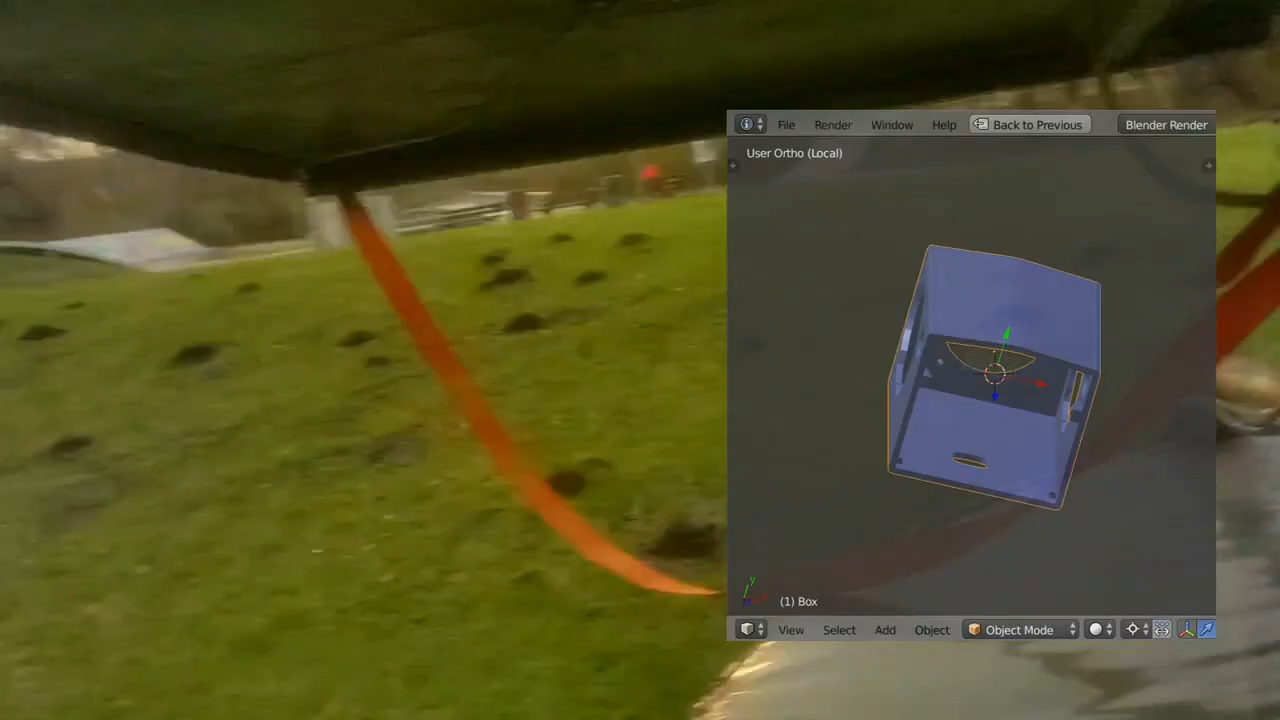 File Render Window Help Back to Previous Blender Render
User Ortho (Local)
y
(1) Box
View Select Add Object Object Mode